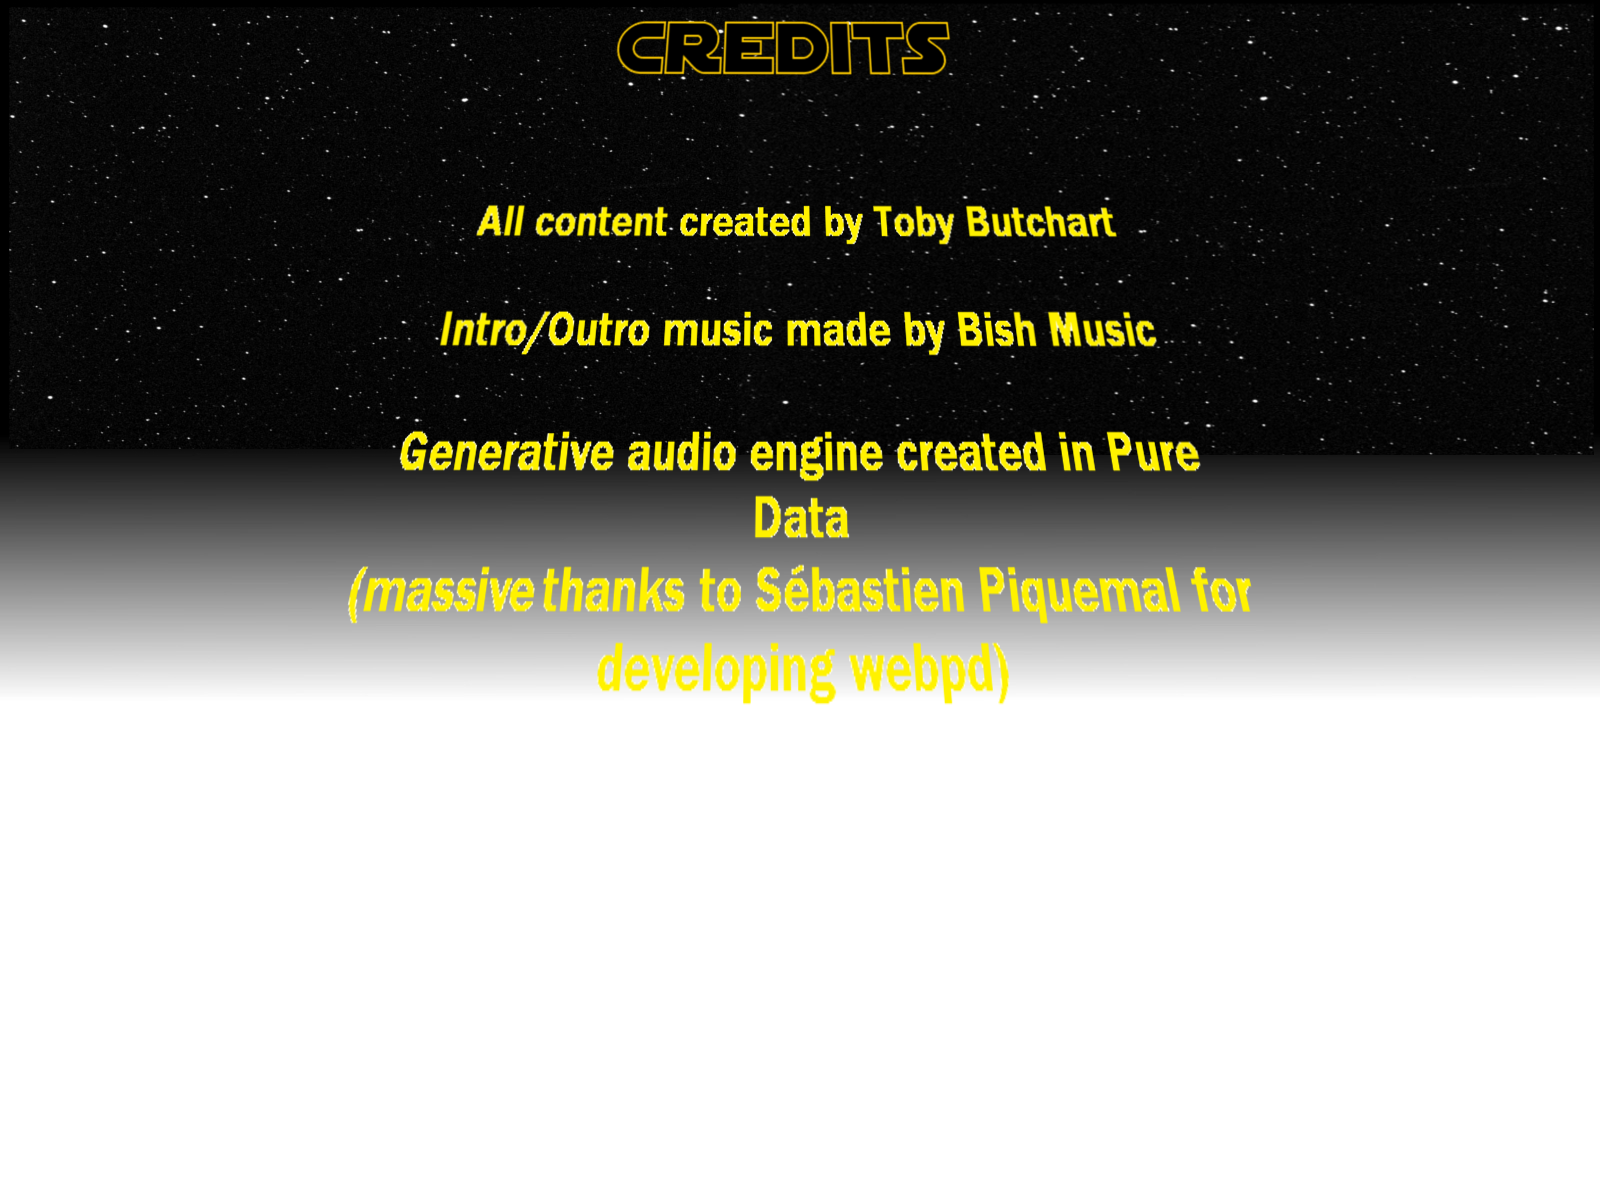 CREDITS
All content created by Toby Butchart
Intro/Outro music made by Bish Music
Generative audio engine created in Pure
Data
(massive thanks to Sébastien Piquemal for
developing webpd)